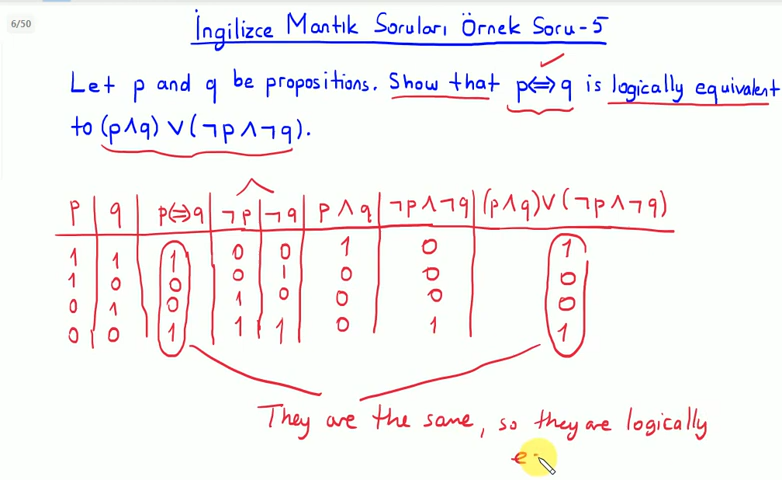 6/50
İngilizce Mantık Soruları Örnek Soru-5
Let p and q be propositions. Show that p⇔q is logically equivalent
to (p∧q) ∨ (¬p∧¬q).
p q p⇔q ¬p ¬q p∧q ¬p∧¬q (p∧q)∨(¬p∧¬q)
1 1 1 0 0 1 0 1
1 0 0 0 1 0 0 0
0 1 0 1 0 0 0 0
0 0 1 1 1 0 1 1
They are the same, so they are logically
e